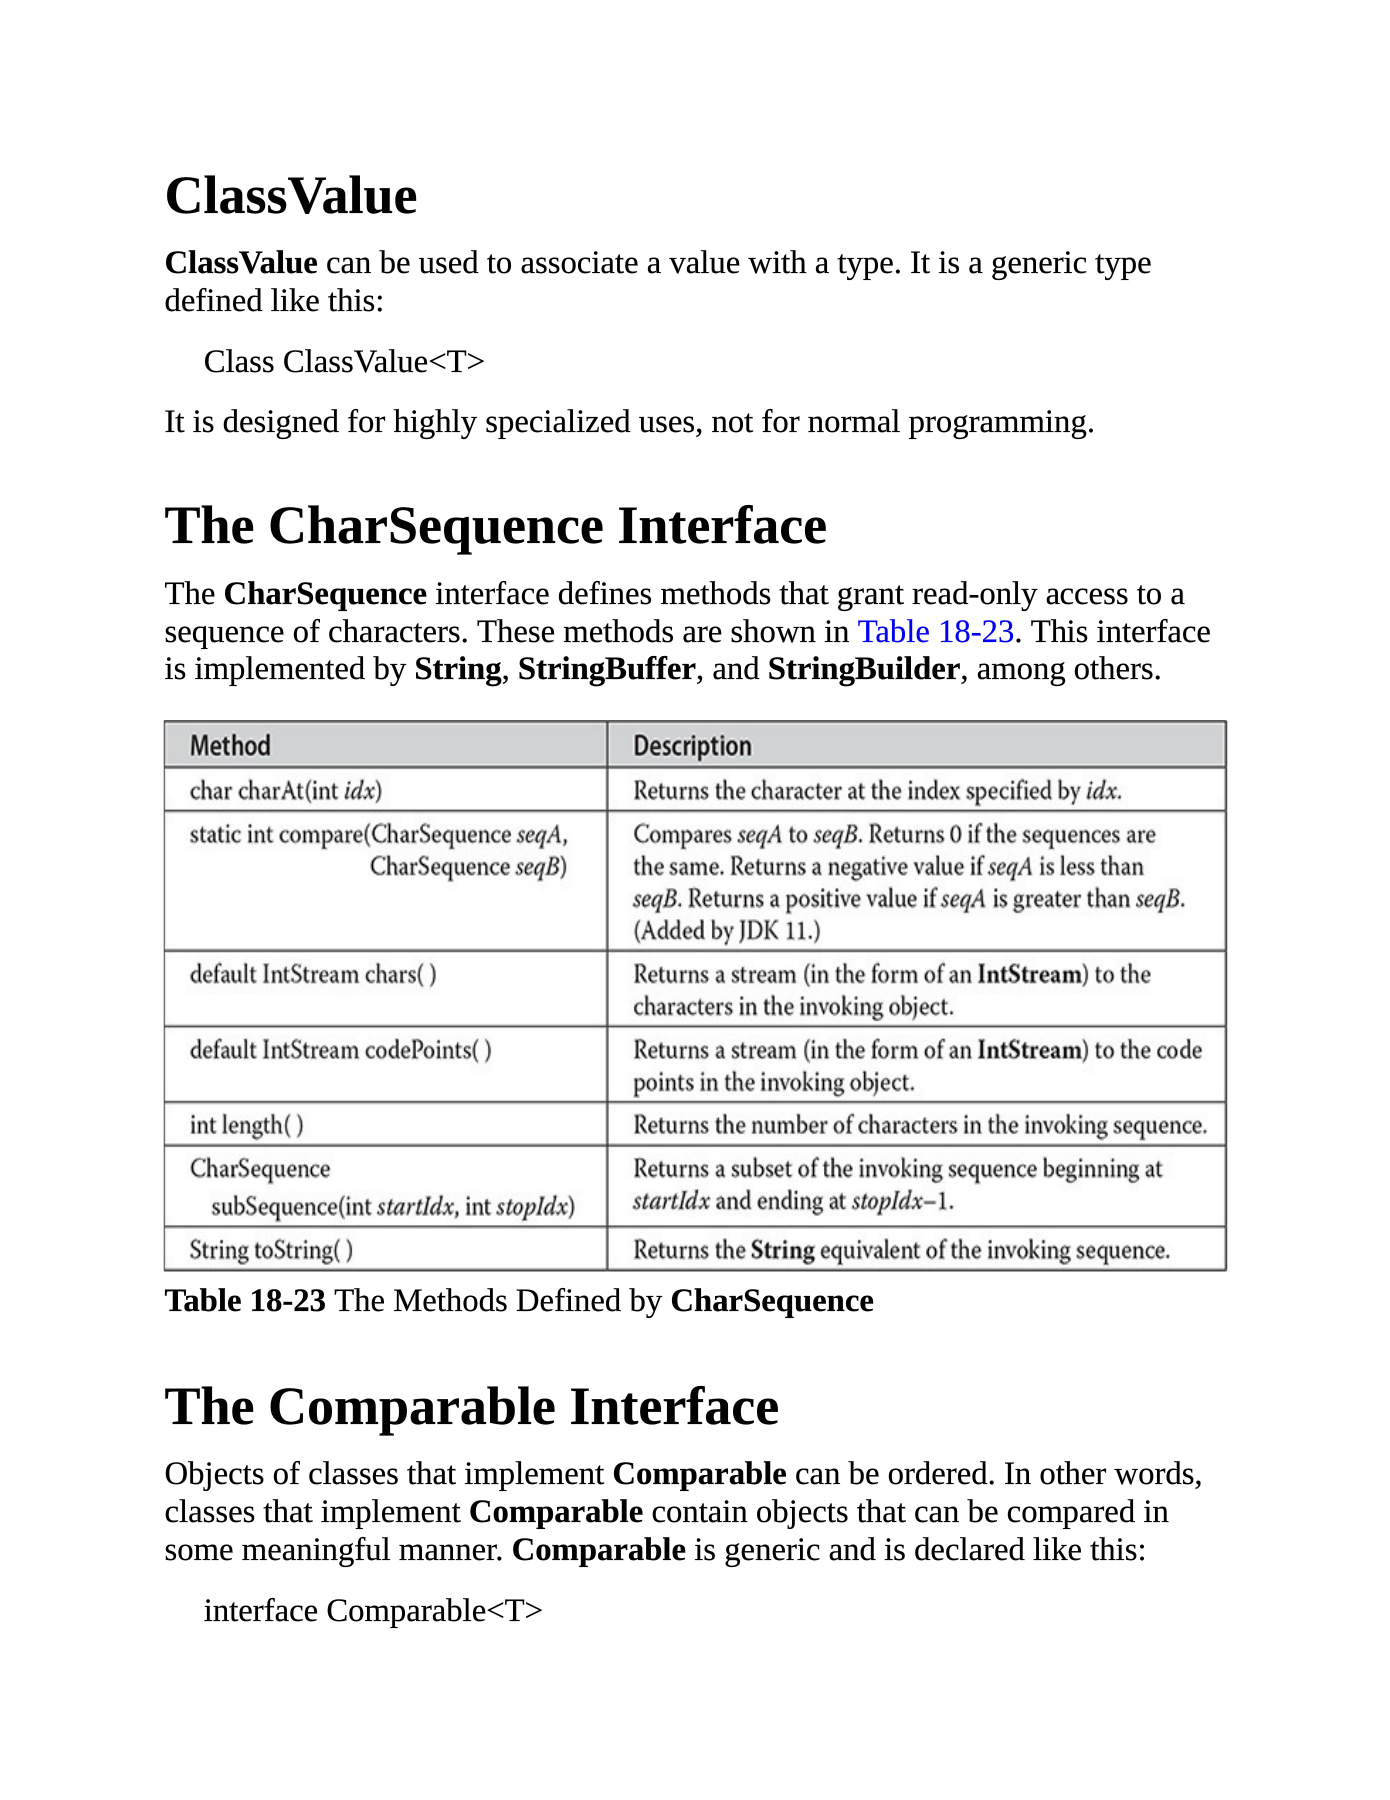 ClassValue
ClassValue can be used to associate a value with a type. It is a generic type
defined like this:
Class ClassValue<T>
It is designed for highly specialized uses, not for normal programming.
The CharSequence Interface
The CharSequence interface defines methods that grant read-only access to a
sequence of characters. These methods are shown in Table 18-23. This interface
is implemented by String, StringBuffer, and StringBuilder, among others.
Method Description
char charAt(int idx) Returns the character at the index specified by idx.
static int compare(CharSequence seqA, Compares seqA to seqB. Returns 0 if the sequences are
CharSequence seqB) the same. Returns a negative value if seqA is less than
seqB. Returns a positive value if seqA is greater than seqB.
(Added by JDK 11.)
default IntStream chars( ) Returns a stream (in the form of an IntStream) to the
characters in the invoking object.
default IntStream codePoints( ) Returns a stream (in the form of an IntStream) to the code
points in the invoking object.
int length( ) Returns the number of characters in the invoking sequence.
CharSequence Returns a subset of the invoking sequence beginning at
subSequence(int startIdx, int stopIdx) startIdx and ending at stopIdx–1.
String toString( ) Returns the String equivalent of the invoking sequence.
Table 18-23 The Methods Defined by CharSequence
The Comparable Interface
Objects of classes that implement Comparable can be ordered. In other words,
classes that implement Comparable contain objects that can be compared in
some meaningful manner. Comparable is generic and is declared like this:
interface Comparable<T>